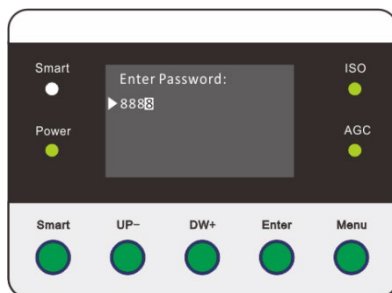 Smart
ISO
Enter Password:
8888
Power
AGC
Smart UP− DW+ Enter Menu